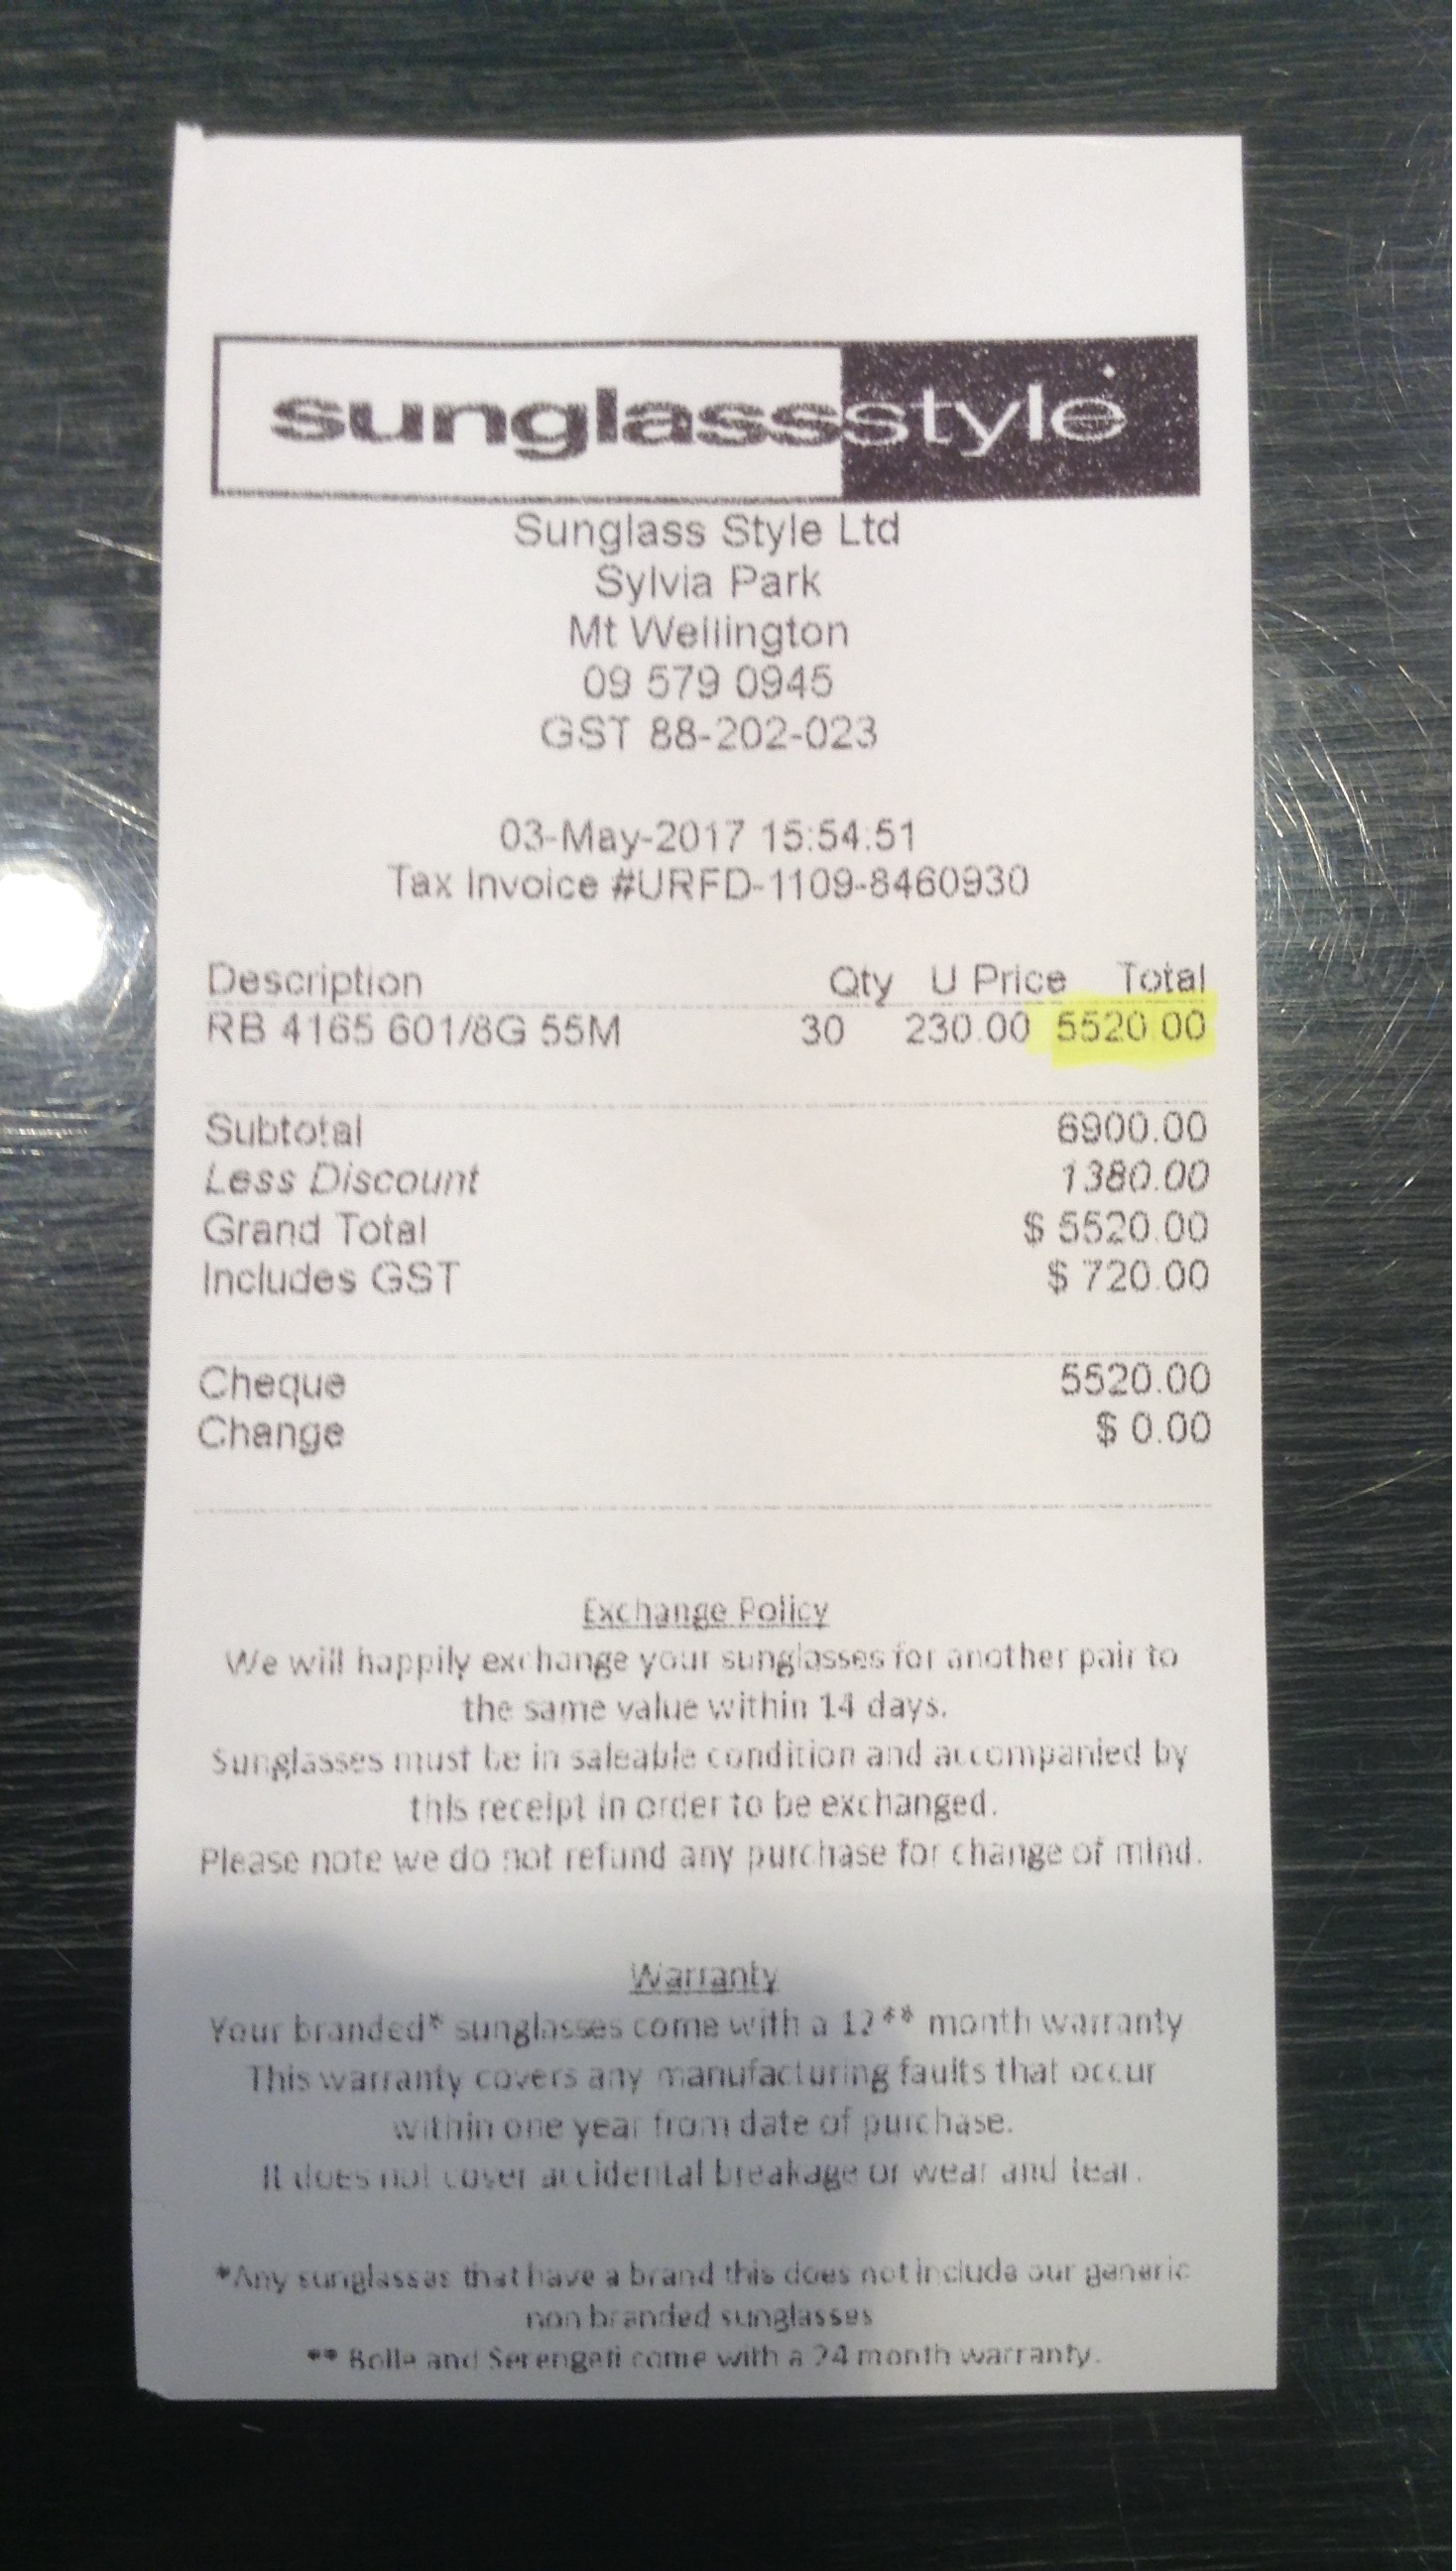 sunglassstyle
Sunglass Style Ltd
Sylvia Park
Mt Wellington
09 579 0945
GST 88-202-023
03-May-2017 15:54:51
Tax Invoice #URFD-1109-8460930
Description Qty U Price Total
RB 4165 601/8G 55M 30 230.00 5520.00
Subtotal 6900.00
Less Discount 1380.00
Grand Total $ 5520.00
Includes GST $ 720.00
Cheque 5520.00
Change $ 0.00
Exchange Policy
We will happily exchange your sunglasses for another pair to
the same value within 14 days.
Sunglasses must be in saleable condition and accompanied by
this receipt in order to be exchanged.
Please note we do not refund any purchase for change of mind.
Warranty
Your branded* sunglasses come with a 12** month warranty
This warranty covers any manufacturing faults that occur
within one year from date of purchase.
It does not cover accidental breakage or wear and tear.
*Any sunglasses that have a brand this does not include our generic
non branded sunglasses
** Bolle and Serengeti come with a 24 month warranty.